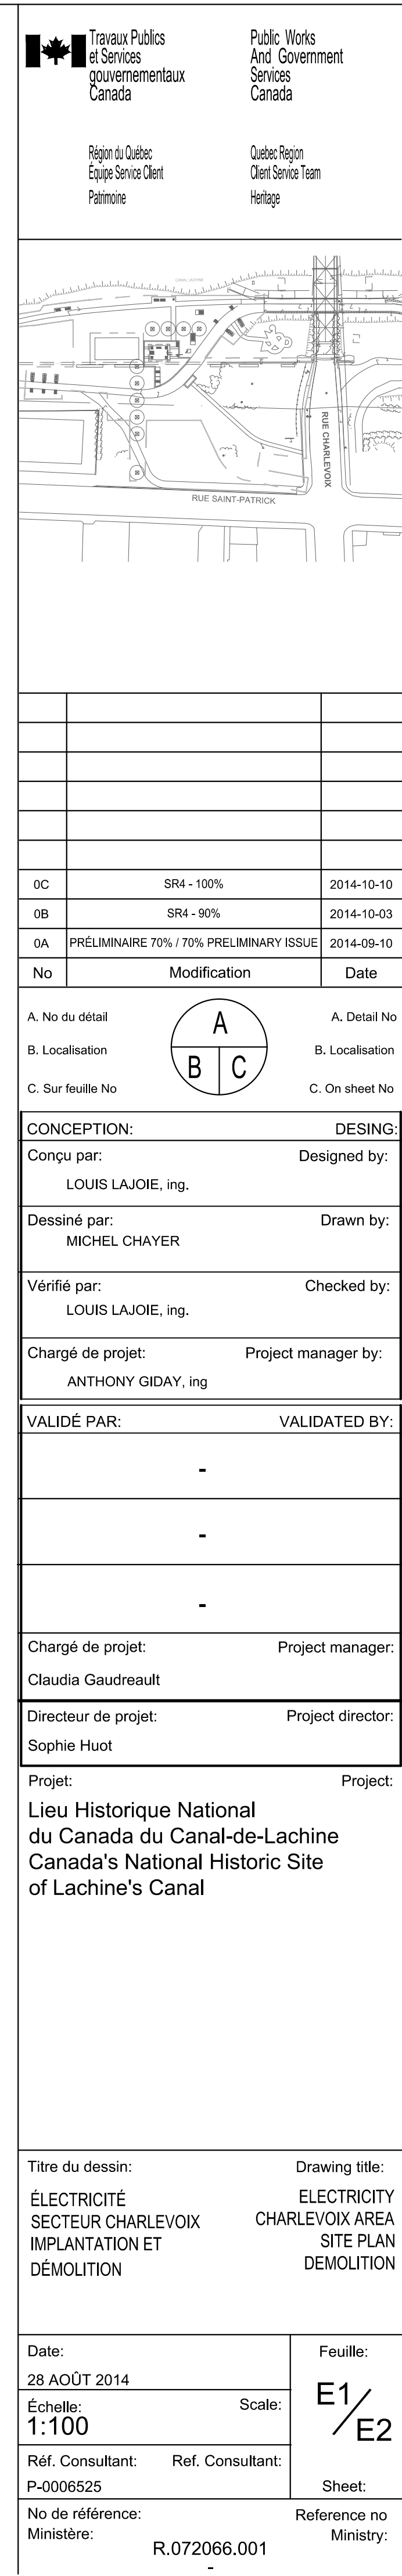 Travaux Publics
et Services
gouvernementaux
Canada
Public Works
And Government
Services
Canada
Région du Québec
Équipe Service Client
Patrimoine
Quebec Region
Client Service Team
Heritage
CANAL LACHINE
RUE CHARLEVOIX
RUE SAINT-PATRICK
0C SR4 - 100% 2014-10-10
0B SR4 - 90% 2014-10-03
0A PRÉLIMINAIRE 70% / 70% PRELIMINARY ISSUE 2014-09-10
No Modification Date
A. No du détail A A. Detail No
B. Localisation B C B. Localisation
C. Sur feuille No C. On sheet No
CONCEPTION: DESING:
Conçu par: Designed by:
LOUIS LAJOIE, ing.
Dessiné par: Drawn by:
MICHEL CHAYER
Vérifié par: Checked by:
LOUIS LAJOIE, ing.
Chargé de projet: Project manager by:
ANTHONY GIDAY, ing
VALIDÉ PAR: VALIDATED BY:
-
-
-
Chargé de projet: Project manager:
Claudia Gaudreault
Directeur de projet: Project director:
Sophie Huot
Projet: Project:
Lieu Historique National
du Canada du Canal-de-Lachine
Canada's National Historic Site
of Lachine's Canal
Titre du dessin: Drawing title:
ÉLECTRICITÉ
SECTEUR CHARLEVOIX
IMPLANTATION ET
DÉMOLITION
ELECTRICITY
CHARLEVOIX AREA
SITE PLAN
DEMOLITION
Date:
28 AOÛT 2014
Échelle: Scale:
1:100
Réf. Consultant: Ref. Consultant:
P-0006525
Feuille:
E1/E2
Sheet:
No de référence: Reference no
Ministère: Ministry:
R.072066.001
-